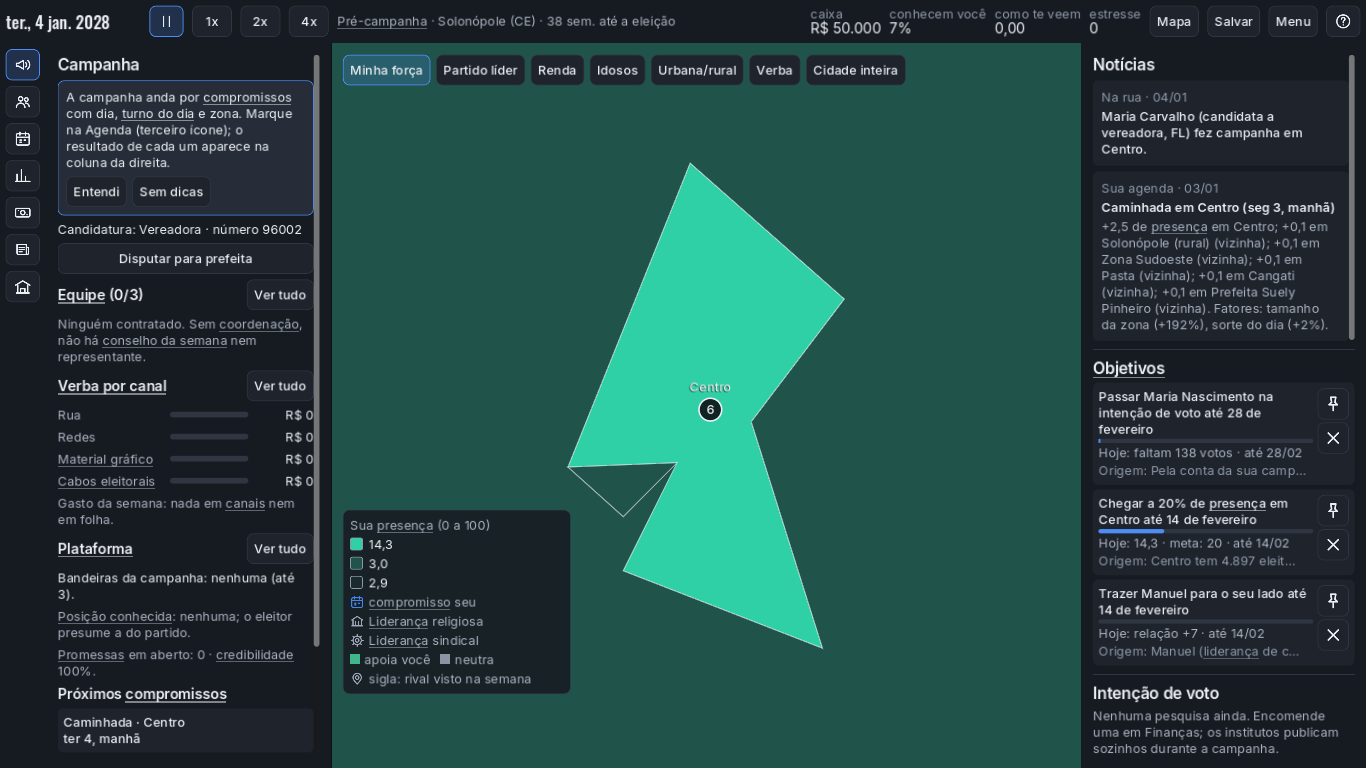 ter., 4 jan. 2028
1x
2x
4x
Pré-campanha · Solonópole (CE) · 38 sem. até a eleição
caixa
R$ 50.000
conhecem você
7%
como te veem
0,00
estresse
0
Mapa
Salvar
Menu
Campanha
A campanha anda por compromissos
com dia, turno do dia e zona. Marque
na Agenda (terceiro ícone); o
resultado de cada um aparece na
coluna da direita.
Entendi
Sem dicas
Candidatura: Vereadora · número 96002
Disputar para prefeita
Equipe (0/3)
Ver tudo
Ninguém contratado. Sem coordenação,
não há conselho da semana nem
representante.
Verba por canal
Ver tudo
Rua R$ 0
Redes R$ 0
Material gráfico R$ 0
Cabos eleitorais R$ 0
Gasto da semana: nada em canais nem
em folha.
Plataforma
Ver tudo
Bandeiras da campanha: nenhuma (até
3).
Posição conhecida: nenhuma; o eleitor
presume a do partido.
Promessas em aberto: 0 · credibilidade
100%.
Próximos compromissos
Caminhada · Centro
ter 4, manhã
Minha força
Partido líder
Renda
Idosos
Urbana/rural
Verba
Cidade inteira
Centro
6
Sua presença (0 a 100)
14,3
3,0
2,9
compromisso seu
Liderança religiosa
Liderança sindical
apoia você
neutra
sigla: rival visto na semana
Notícias
Na rua · 04/01
Maria Carvalho (candidata a
vereadora, FL) fez campanha em
Centro.
Sua agenda · 03/01
Caminhada em Centro (seg 3, manhã)
+2,5 de presença em Centro; +0,1 em
Solonópole (rural) (vizinha); +0,1 em
Zona Sudoeste (vizinha); +0,1 em
Pasta (vizinha); +0,1 em Cangati
(vizinha); +0,1 em Prefeita Suely
Pinheiro (vizinha). Fatores: tamanho
da zona (+192%), sorte do dia (+2%).
Objetivos
Passar Maria Nascimento na
intenção de voto até 28 de
fevereiro
Hoje: faltam 138 votos · até 28/02
Origem: Pela conta da sua camp...
Chegar a 20% de presença em
Centro até 14 de fevereiro
Hoje: 14,3 · meta: 20 · até 14/02
Origem: Centro tem 4.897 eleit...
Trazer Manuel para o seu lado até
14 de fevereiro
Hoje: relação +7 · até 14/02
Origem: Manuel (liderança de c...
Intenção de voto
Nenhuma pesquisa ainda. Encomende
uma em Finanças; os institutos publicam
sozinhos durante a campanha.